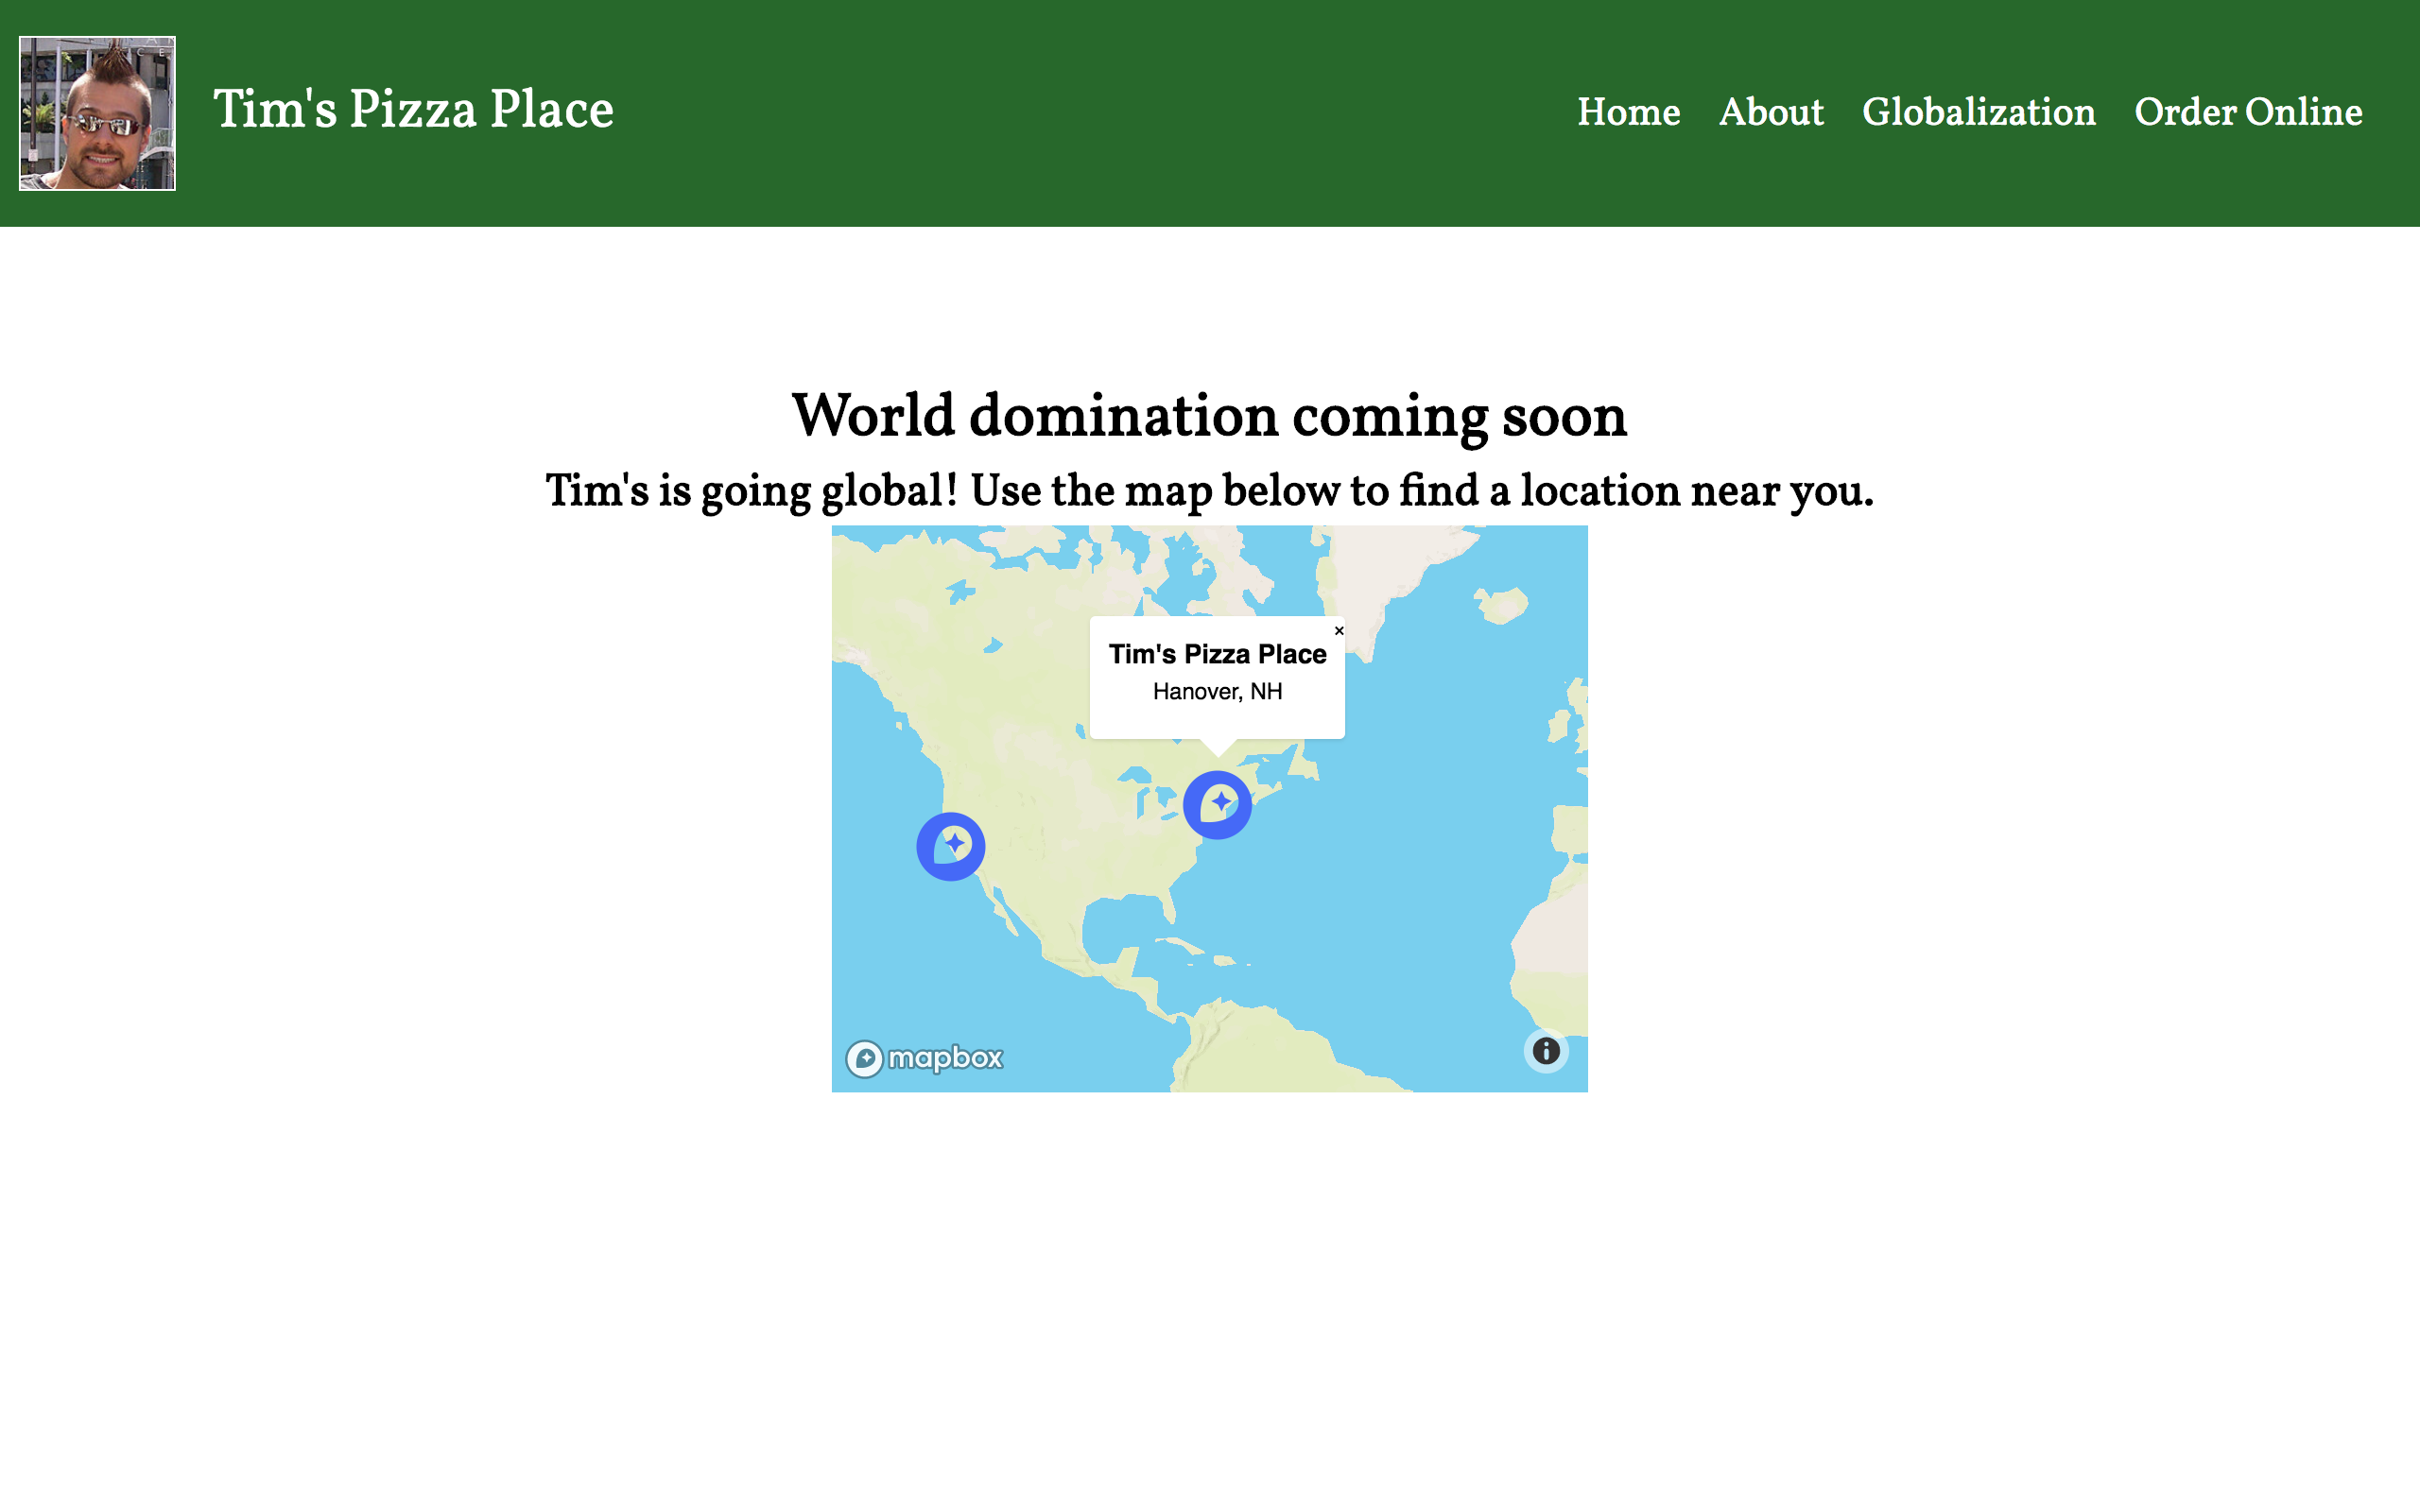 Tim's Pizza Place
Home About Globalization Order Online
World domination coming soon
Tim's is going global! Use the map below to find a location near you.
×
Tim's Pizza Place
Hanover, NH
mapbox